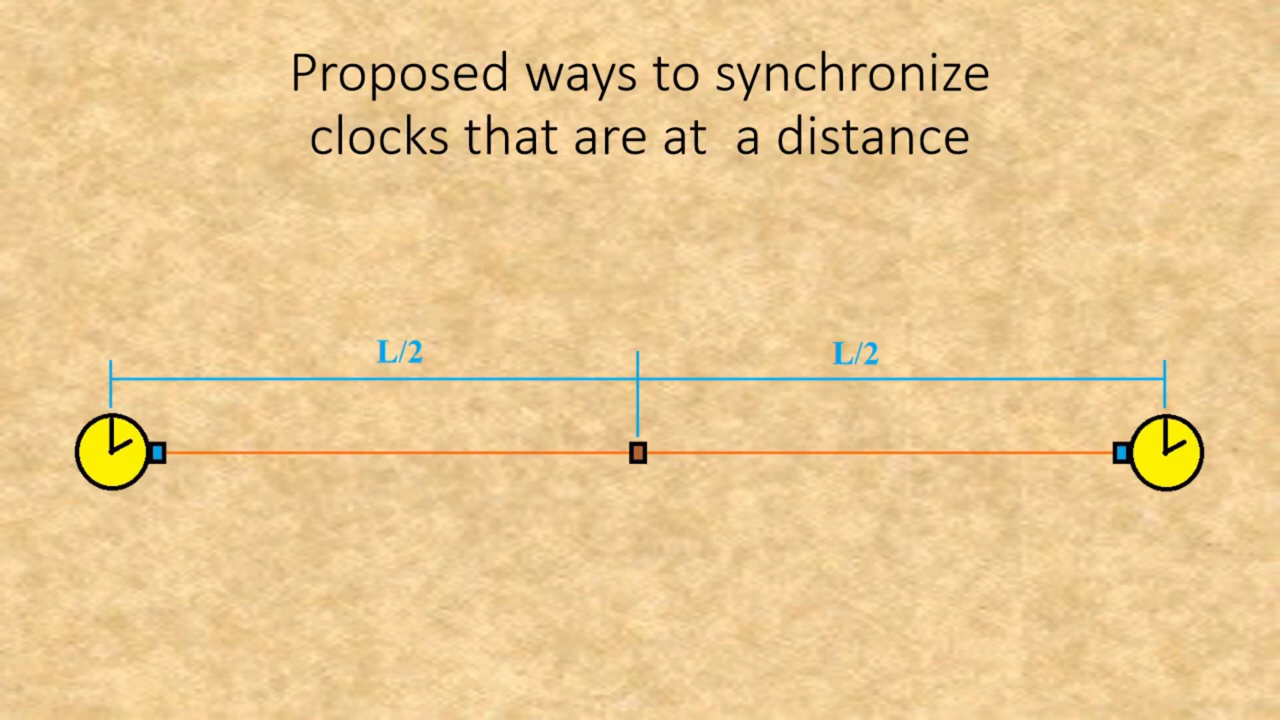 Proposed ways to synchronize
clocks that are at  a distance
L/2
L/2